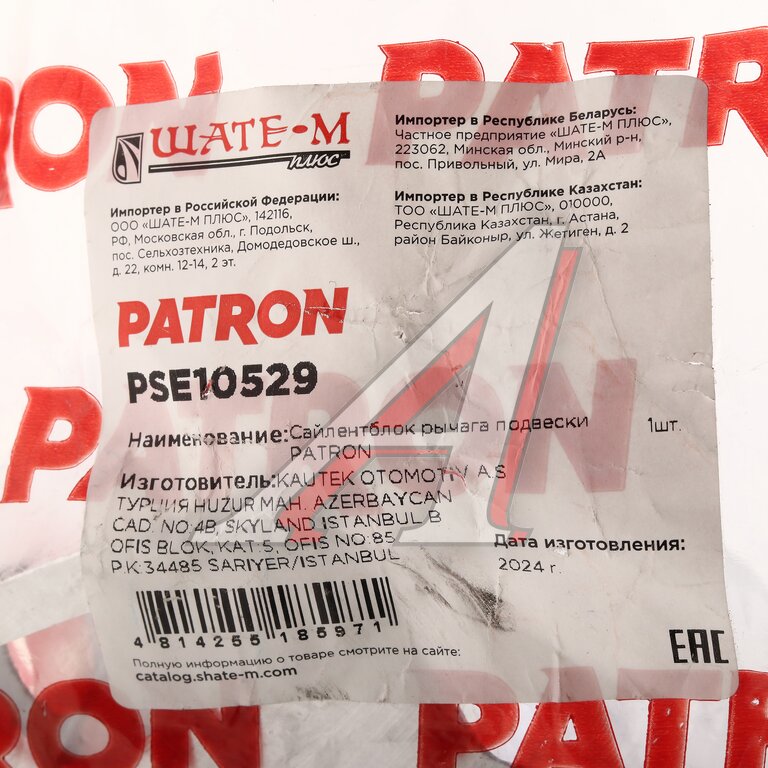 PATRON
PATRON
ШАТЕ-М
ПЛЮС
Импортер в Российской Федерации:
ООО «ШАТЕ-М ПЛЮС», 142116,
РФ, Московская обл., г. Подольск,
пос. Сельхозтехника, Домодедовское ш.,
д. 22, комн. 12-14, 2 эт.
Импортер в Республике Беларусь:
Частное предприятие «ШАТЕ-М ПЛЮС»,
223062, Минская обл., Минский р-н,
пос. Привольный, ул. Мира, 2А
Импортер в Республике Казахстан:
ТОО «ШАТЕ-М ПЛЮС», 010000,
Республика Казахстан, г. Астана,
район Байконыр, ул. Жетиген, д. 2
PATRON
PSE10529
Наименование:Сайлентблок рычага подвески 1шт.
PATRON
Изготовитель:KAUTEK OTOMOTIV A.S
ТУРЦИЯ HUZUR MAH. AZERBAYCAN
CAD. NO:4B, SKYLAND ISTANBUL B
OFIS BLOK, KAT:5, OFIS NO:85
P.K:34485 SARIYER/ISTANBUL
Дата изготовления:
2024 г.
4814255185971
Полную информацию о товаре смотрите на сайте:
catalog.shate-m.com
EAC
PATRON
PATRON
PATR